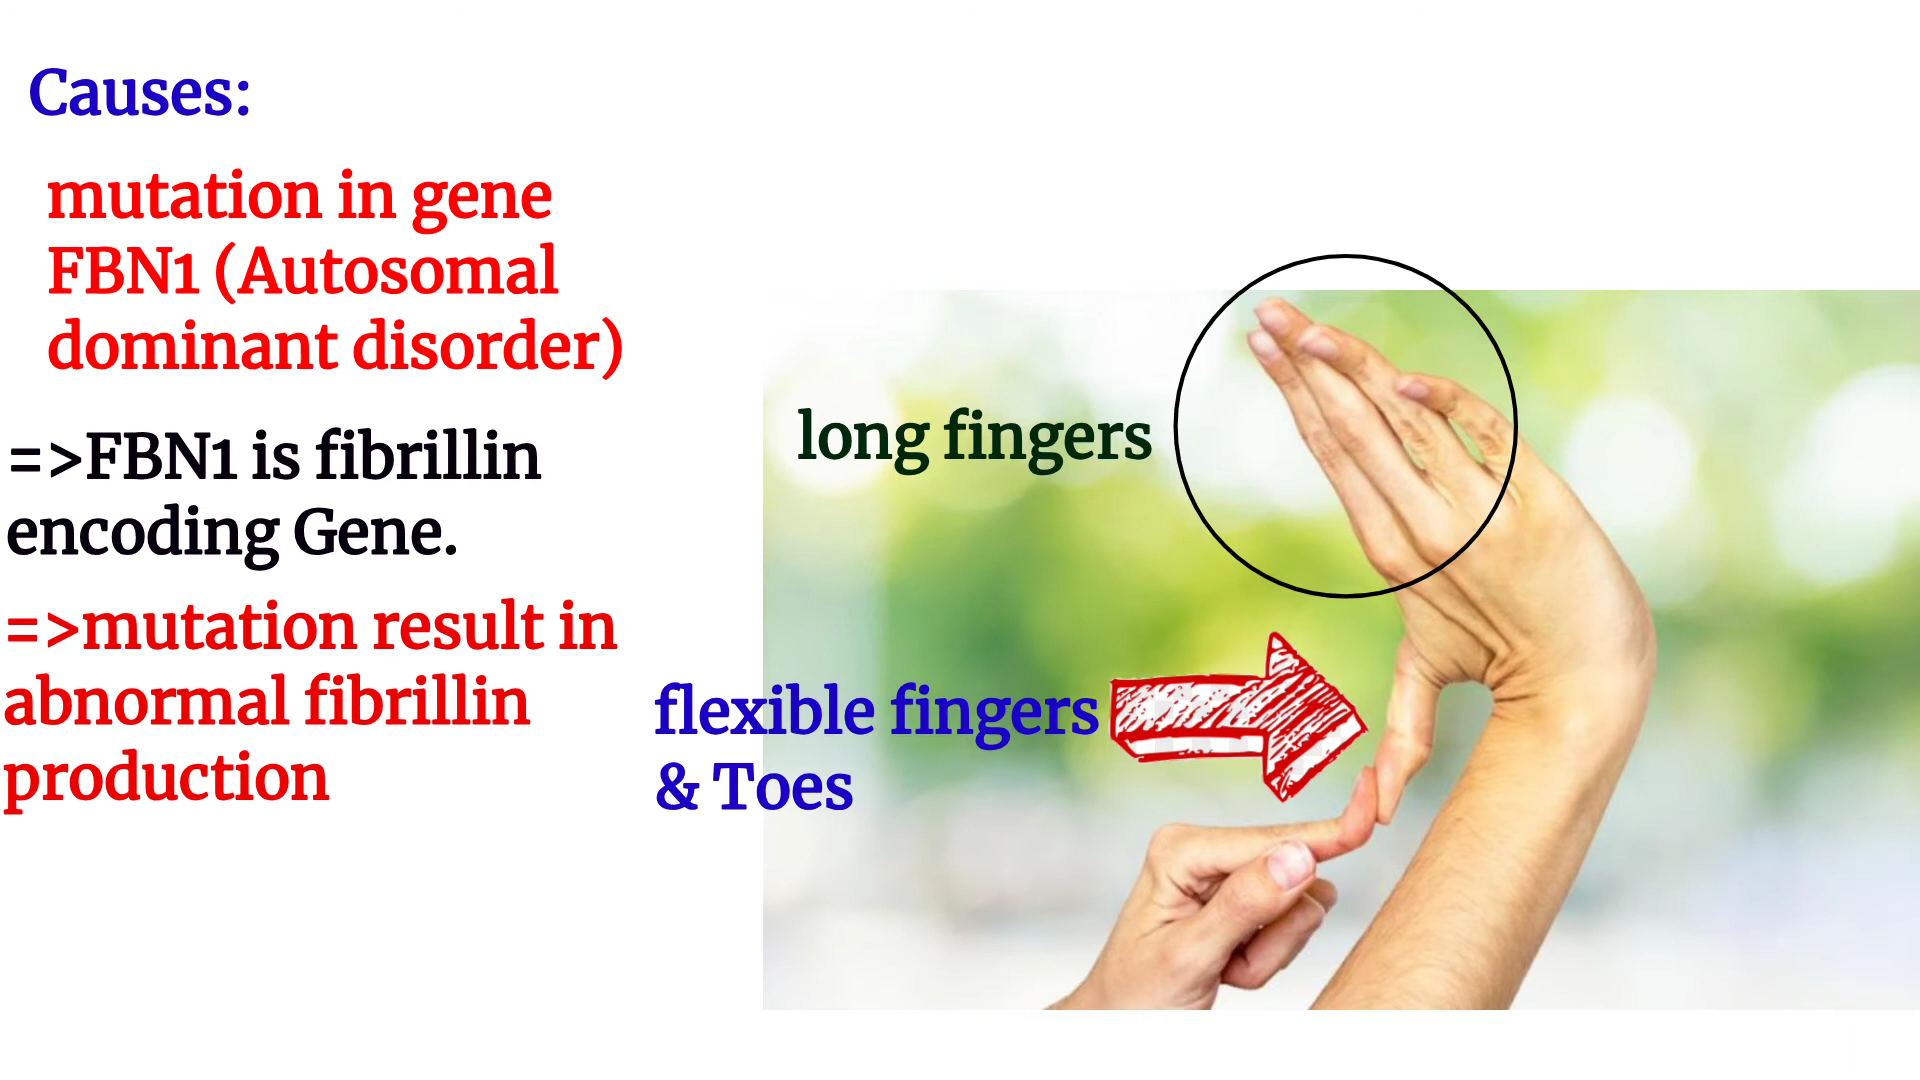 Causes:
mutation in gene
FBN1 (Autosomal
dominant disorder)
=>FBN1 is fibrillin
encoding Gene.
=>mutation result in
abnormal fibrillin
production
long fingers
flexible fingers
& Toes